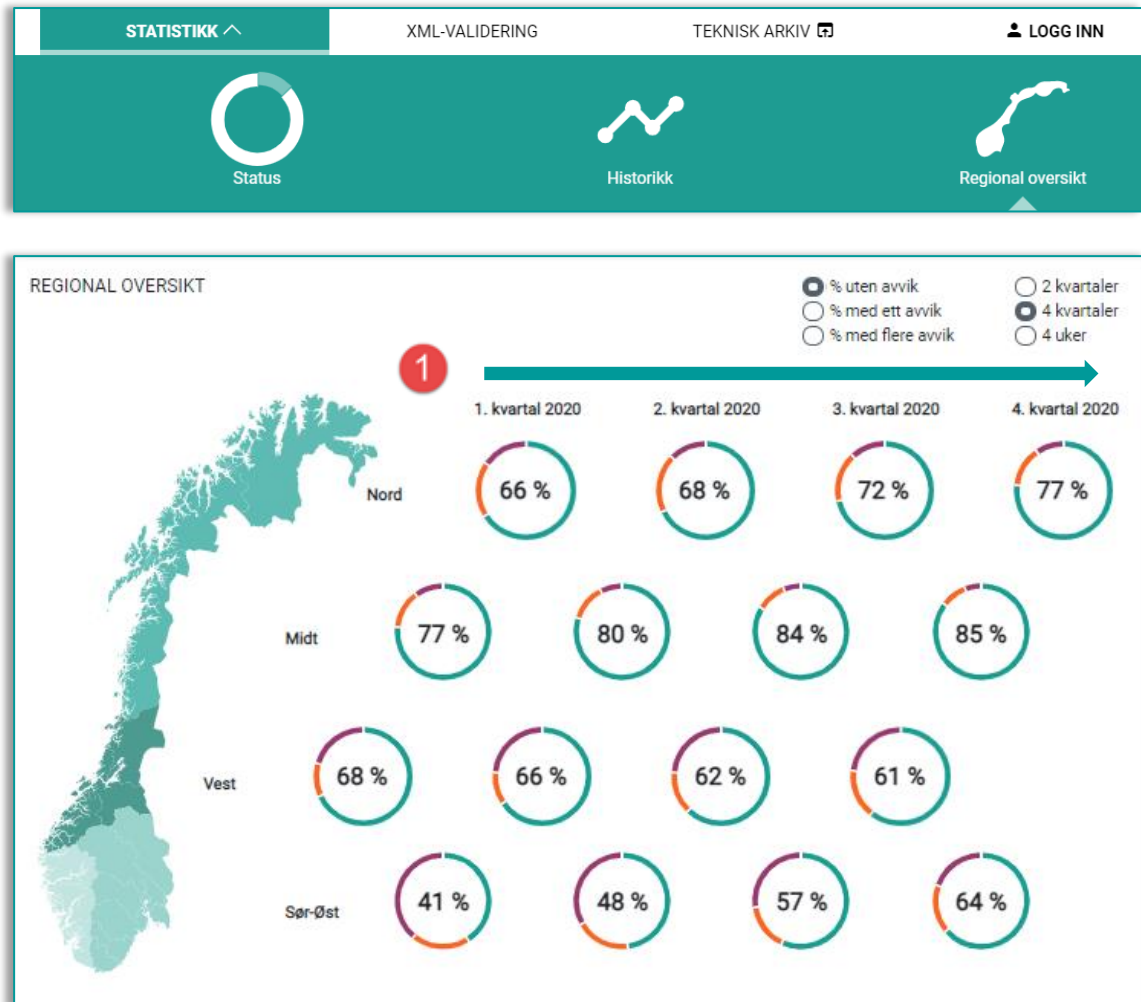 STATISTIKK
XML-VALIDERING
TEKNISK ARKIV
LOGG INN
Status
Historikk
Regional oversikt
REGIONAL OVERSIKT
% uten avvik
% med ett avvik
% med flere avvik
2 kvartaler
4 kvartaler
4 uker
1
1. kvartal 2020
2. kvartal 2020
3. kvartal 2020
4. kvartal 2020
Nord
66 %
68 %
72 %
77 %
Midt
77 %
80 %
84 %
85 %
Vest
68 %
66 %
62 %
61 %
Sør-Øst
41 %
48 %
57 %
64 %